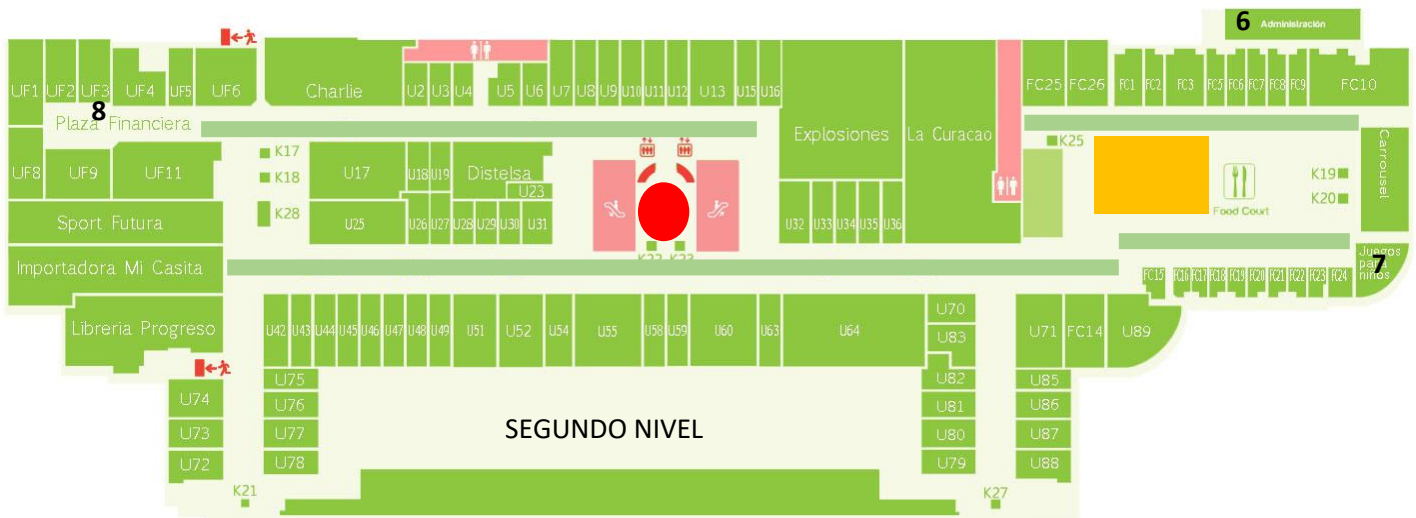 6 Administración
UF1 UF2 UF3 UF4 UF5 UF6 Charlie U2 U3 U4 U5 U6 U7 U8 U9 U10 U11 U12 U13 U15 U16 FC25 FC26 FC1 FC2 FC3 FC5 FC6 FC7 FC8 FC9 FC10
8
Plaza Financiera
Explosiones La Curacao
K17 K25 Carrousel
UF8 UF9 UF11 K18 U17 U18 U19 Distelsa K19
U23
K20
Food Court
Sport Futura K28 U25 U26 U27 U28 U29 U30 U31 U32 U33 U34 U35 U36
K22 K23
Juegos
para
niños
7
Importadora Mi Casita
FC15 FC16 FC17 FC18 FC19 FC20 FC21 FC22 FC23 FC24
U70
Libreria Progreso U42 U43 U44 U45 U46 U47 U48 U49 U51 U52 U54 U55 U58 U59 U60 U63 U64 U71 FC14 U89
U83
U75 U82 U85
U74 U76 U81 U86
SEGUNDO NIVEL
U73 U77 U80 U87
U72 U78 U79 U88
K21 K27